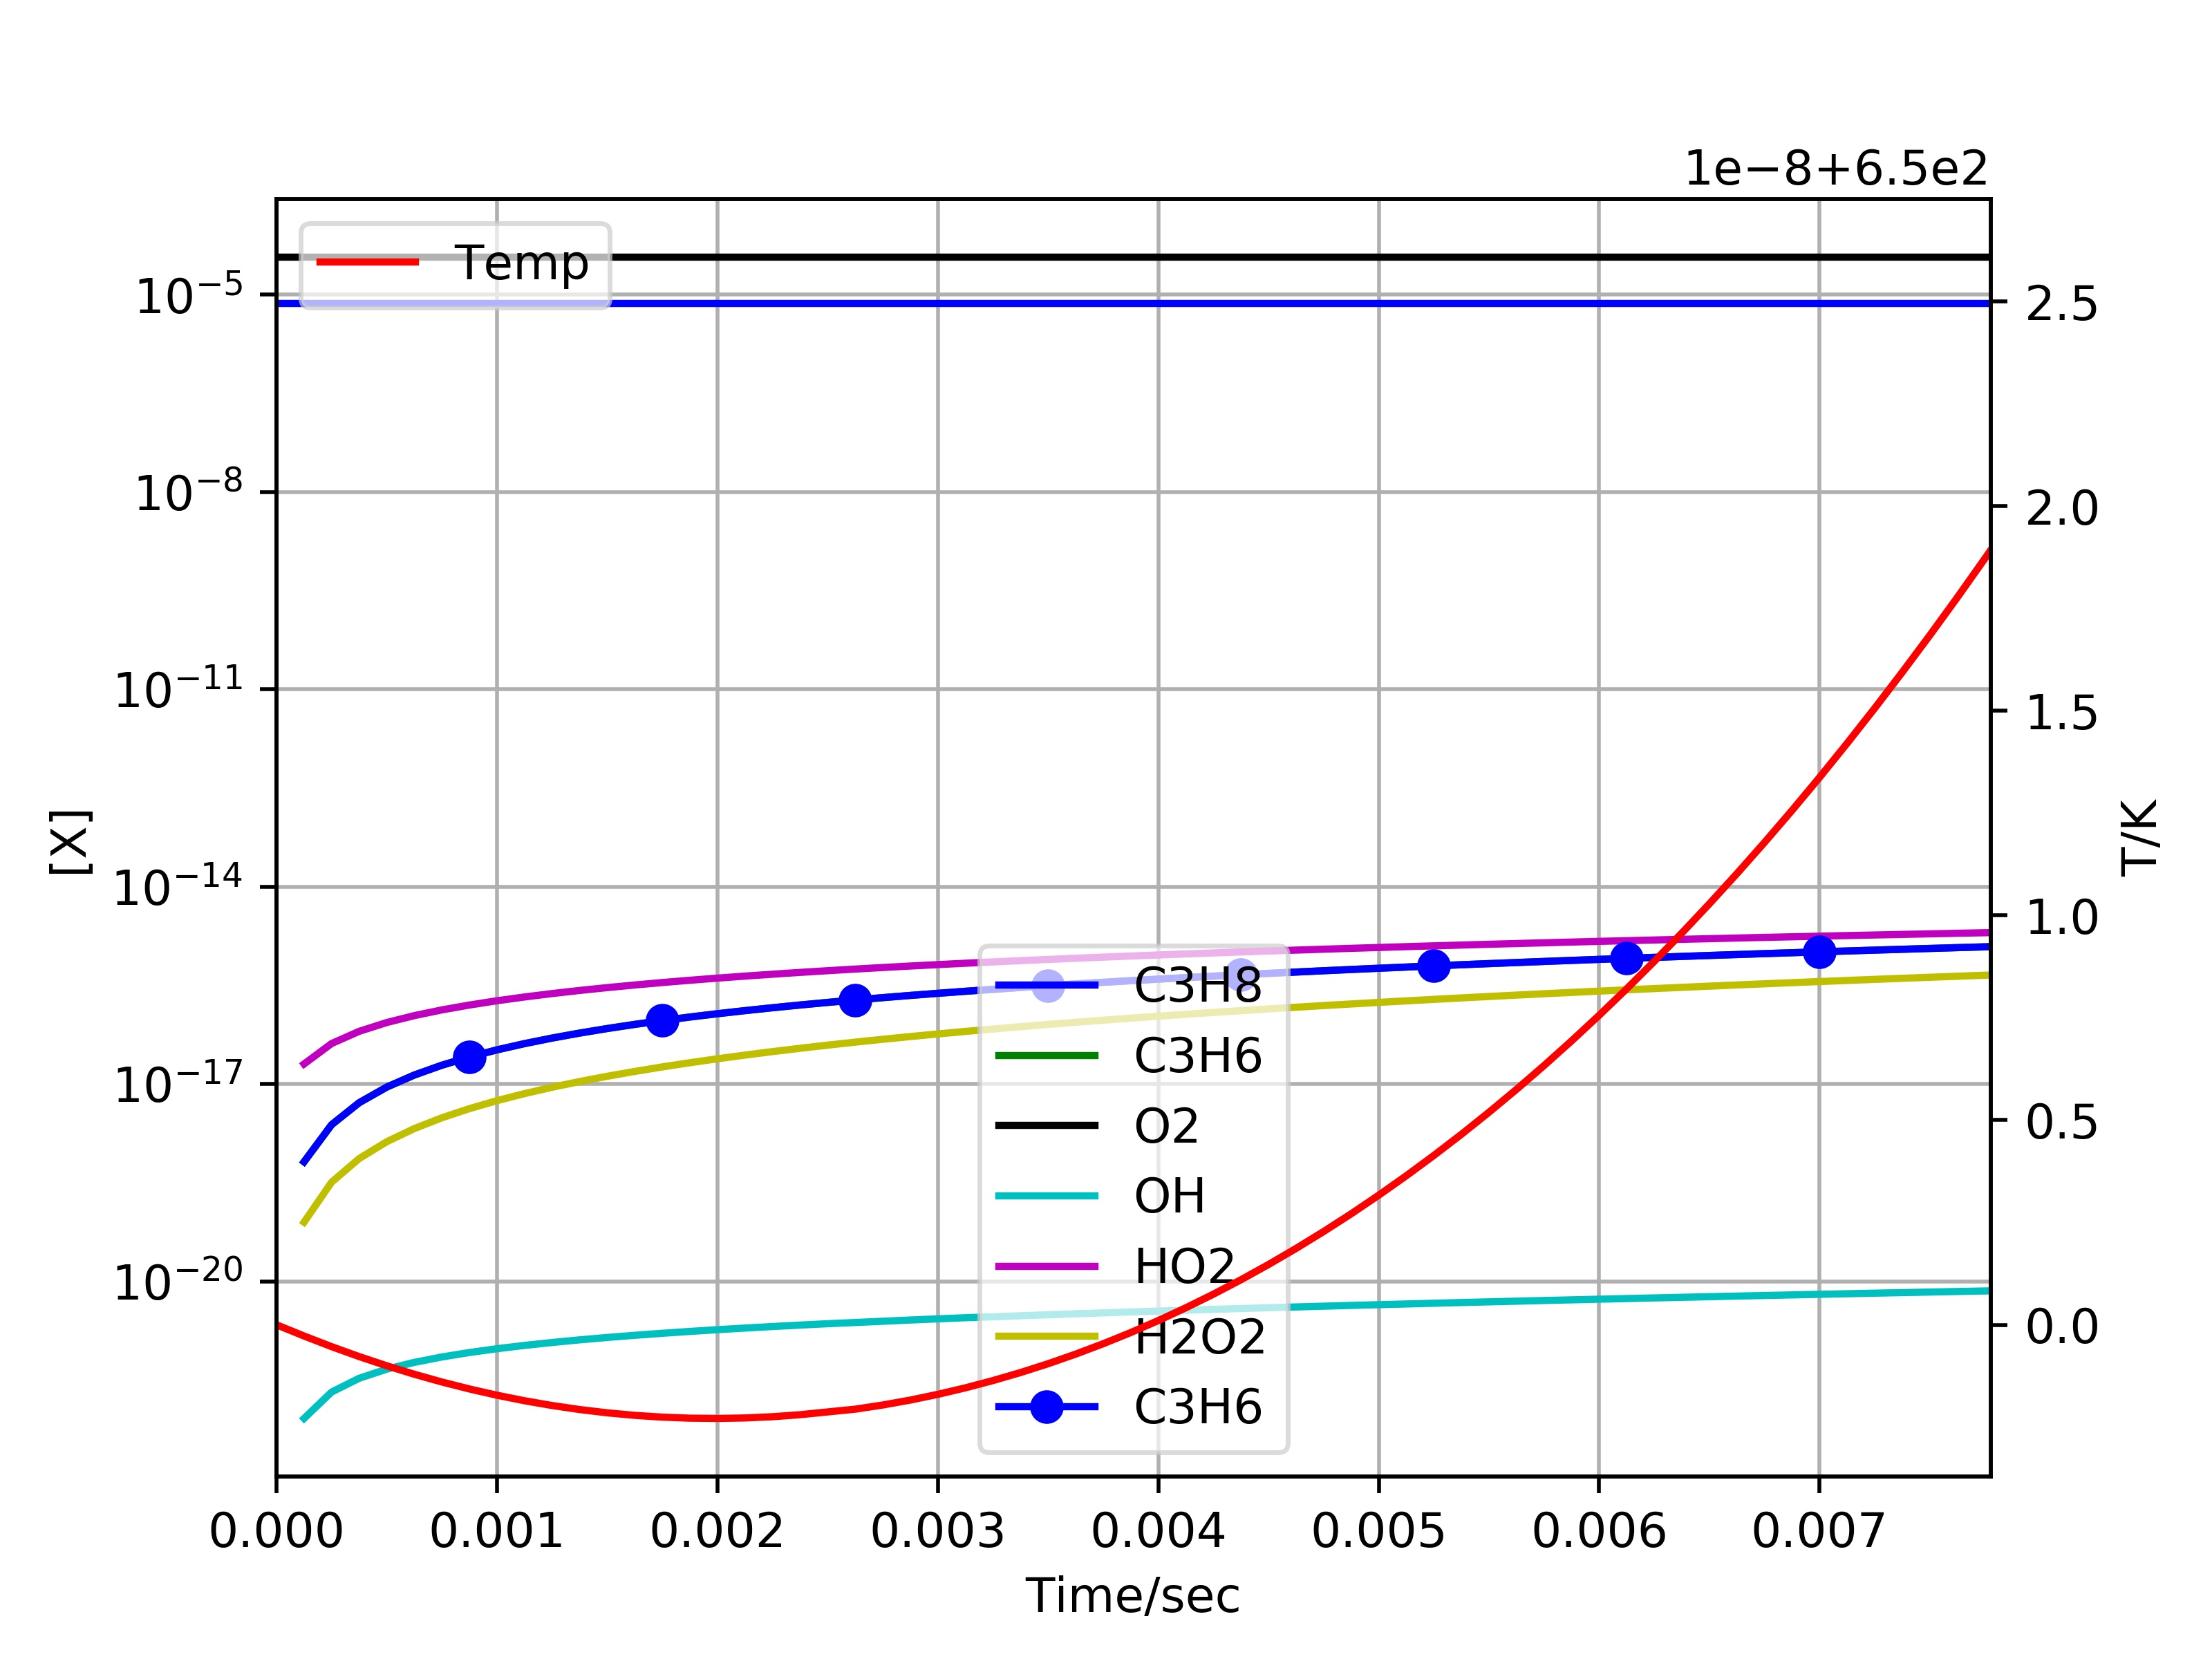 1e−8+6.5e2
Temp
10⁻⁵
10⁻⁸
10⁻¹¹
10⁻¹⁴
10⁻¹⁷
10⁻²⁰
[X]
2.5
2.0
1.5
1.0
0.5
0.0
T/K
C3H8
C3H6
O2
OH
HO2
H2O2
C3H6
0.000 0.001 0.002 0.003 0.004 0.005 0.006 0.007
Time/sec